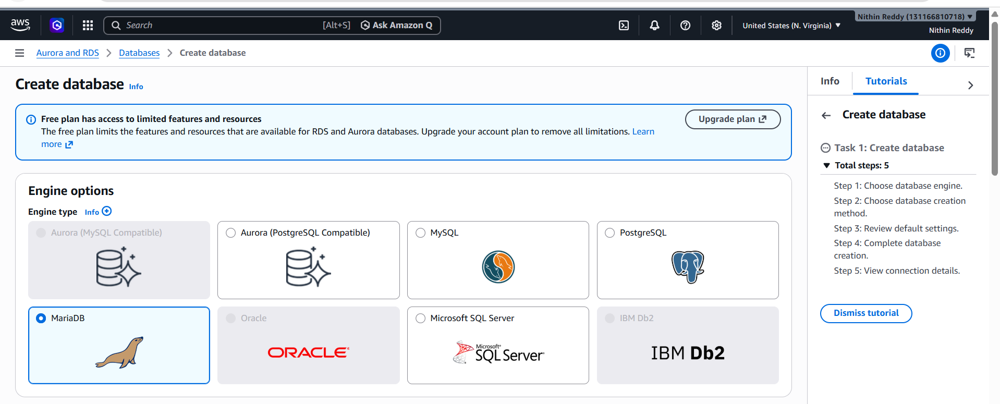 aws
Search
[Alt+S]
Ask Amazon Q
United States (N. Virginia) ▼
Nithin Reddy (131166810718) ▼
Nithin Reddy
Aurora and RDS > Databases > Create database
Create database Info
Free plan has access to limited features and resources
The free plan limits the features and resources that are available for RDS and Aurora databases. Upgrade your account plan to remove all limitations. Learn
more
Upgrade plan
Engine options
Engine type Info
Aurora (MySQL Compatible)
Aurora (PostgreSQL Compatible)
MySQL
PostgreSQL
MariaDB
Oracle
ORACLE
Microsoft SQL Server
Microsoft
SQL Server
IBM Db2
IBM Db2
Info
Tutorials
Create database
Task 1: Create database
Total steps: 5
Step 1: Choose database engine.
Step 2: Choose database creation
method.
Step 3: Review default settings.
Step 4: Complete database
creation.
Step 5: View connection details.
Dismiss tutorial